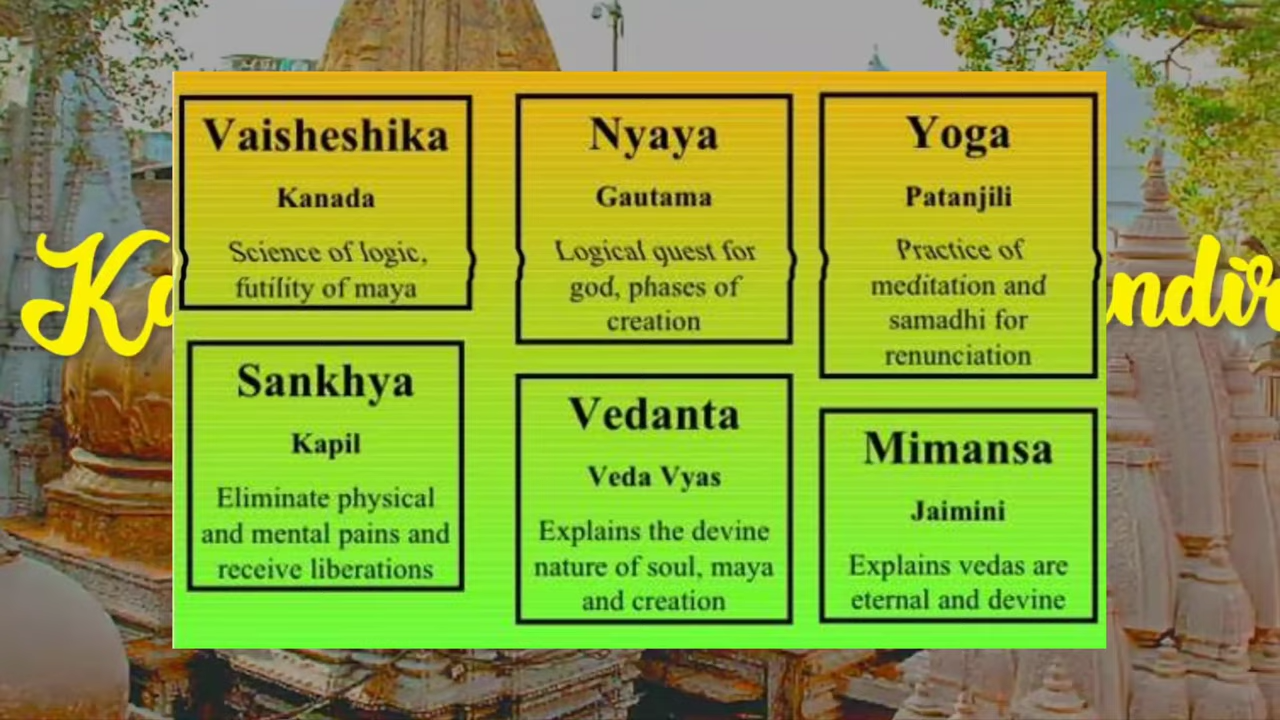 Vaisheshika
Kanada
Science of logic,
futility of maya
Nyaya
Gautama
Logical quest for
god, phases of
creation
Yoga
Patanjili
Practice of
meditation and
samadhi for
renunciation
Sankhya
Kapil
Eliminate physical
and mental pains and
receive liberations
Vedanta
Veda Vyas
Explains the devine
nature of soul, maya
and creation
Mimansa
Jaimini
Explains vedas are
eternal and devine